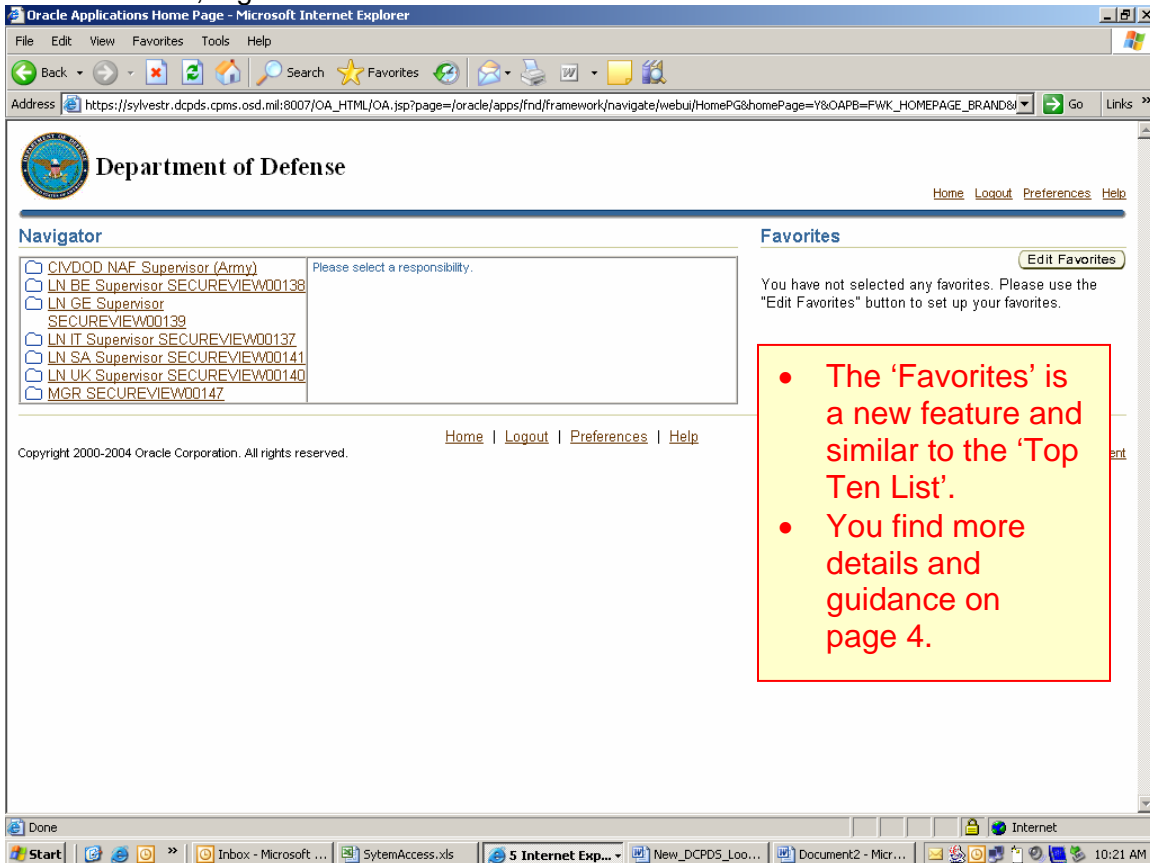 Oracle Applications Home Page - Microsoft Internet Explorer
File Edit View Favorites Tools Help
Back Search Favorites
Address https://sylvestr.dcpds.cpms.osd.mil:8007/OA_HTML/OA.jsp?page=/oracle/apps/fnd/framework/navigate/webui/HomePG&homePage=Y&OAPB=FWK_HOMEPAGE_BRAND& Go Links »
Department of Defense
Home Logout Preferences Help
Navigator
CIVDOD NAF Supervisor (Army)
LN BE Supervisor SECUREVIEW00138
LN GE Supervisor
SECUREVIEW00139
LN IT Supervisor SECUREVIEW00137
LN SA Supervisor SECUREVIEW00141
LN UK Supervisor SECUREVIEW00140
MGR SECUREVIEW00147
Please select a responsibility.
Favorites
Edit Favorites
You have not selected any favorites. Please use the
"Edit Favorites" button to set up your favorites.
• The ‘Favorites’ is
a new feature and
similar to the ‘Top
Ten List’.
• You find more
details and
guidance on
page 4.
Home | Logout | Preferences | Help
Copyright 2000-2004 Oracle Corporation. All rights reserved.
ent
Done Internet
Start » Inbox - Microsoft ... SytemAccess.xls 5 Internet Exp... New_DCPDS_Loo... Document2 - Micr... 10:21 AM